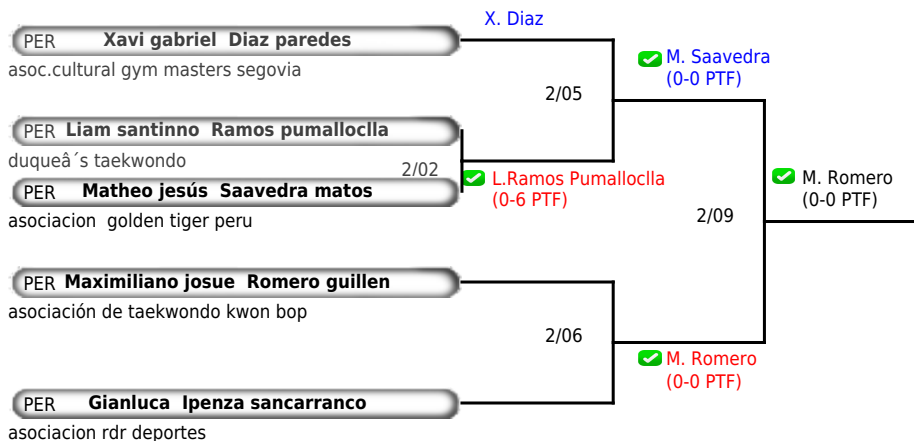 X. Diaz
PER Xavi gabriel Diaz paredes
asoc.cultural gym masters segovia
M. Saavedra
(0-0 PTF)
2/05
PER Liam santinno Ramos pumalloclla
duqueâ´s taekwondo
2/02
PER Matheo jesús Saavedra matos
asociacion golden tiger peru
L.Ramos Pumalloclla
(0-6 PTF)
M. Romero
(0-0 PTF)
2/09
PER Maximiliano josue Romero guillen
asociación de taekwondo kwon bop
2/06
M. Romero
(0-0 PTF)
PER Gianluca Ipenza sancarranco
asociacion rdr deportes